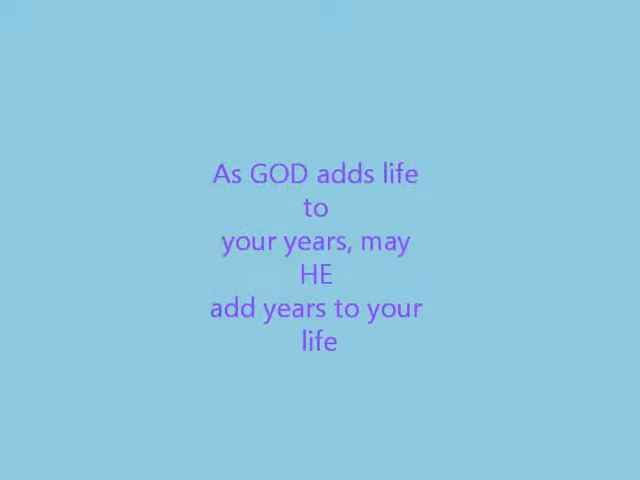 As GOD adds life
to
your years, may
HE
add years to your
life